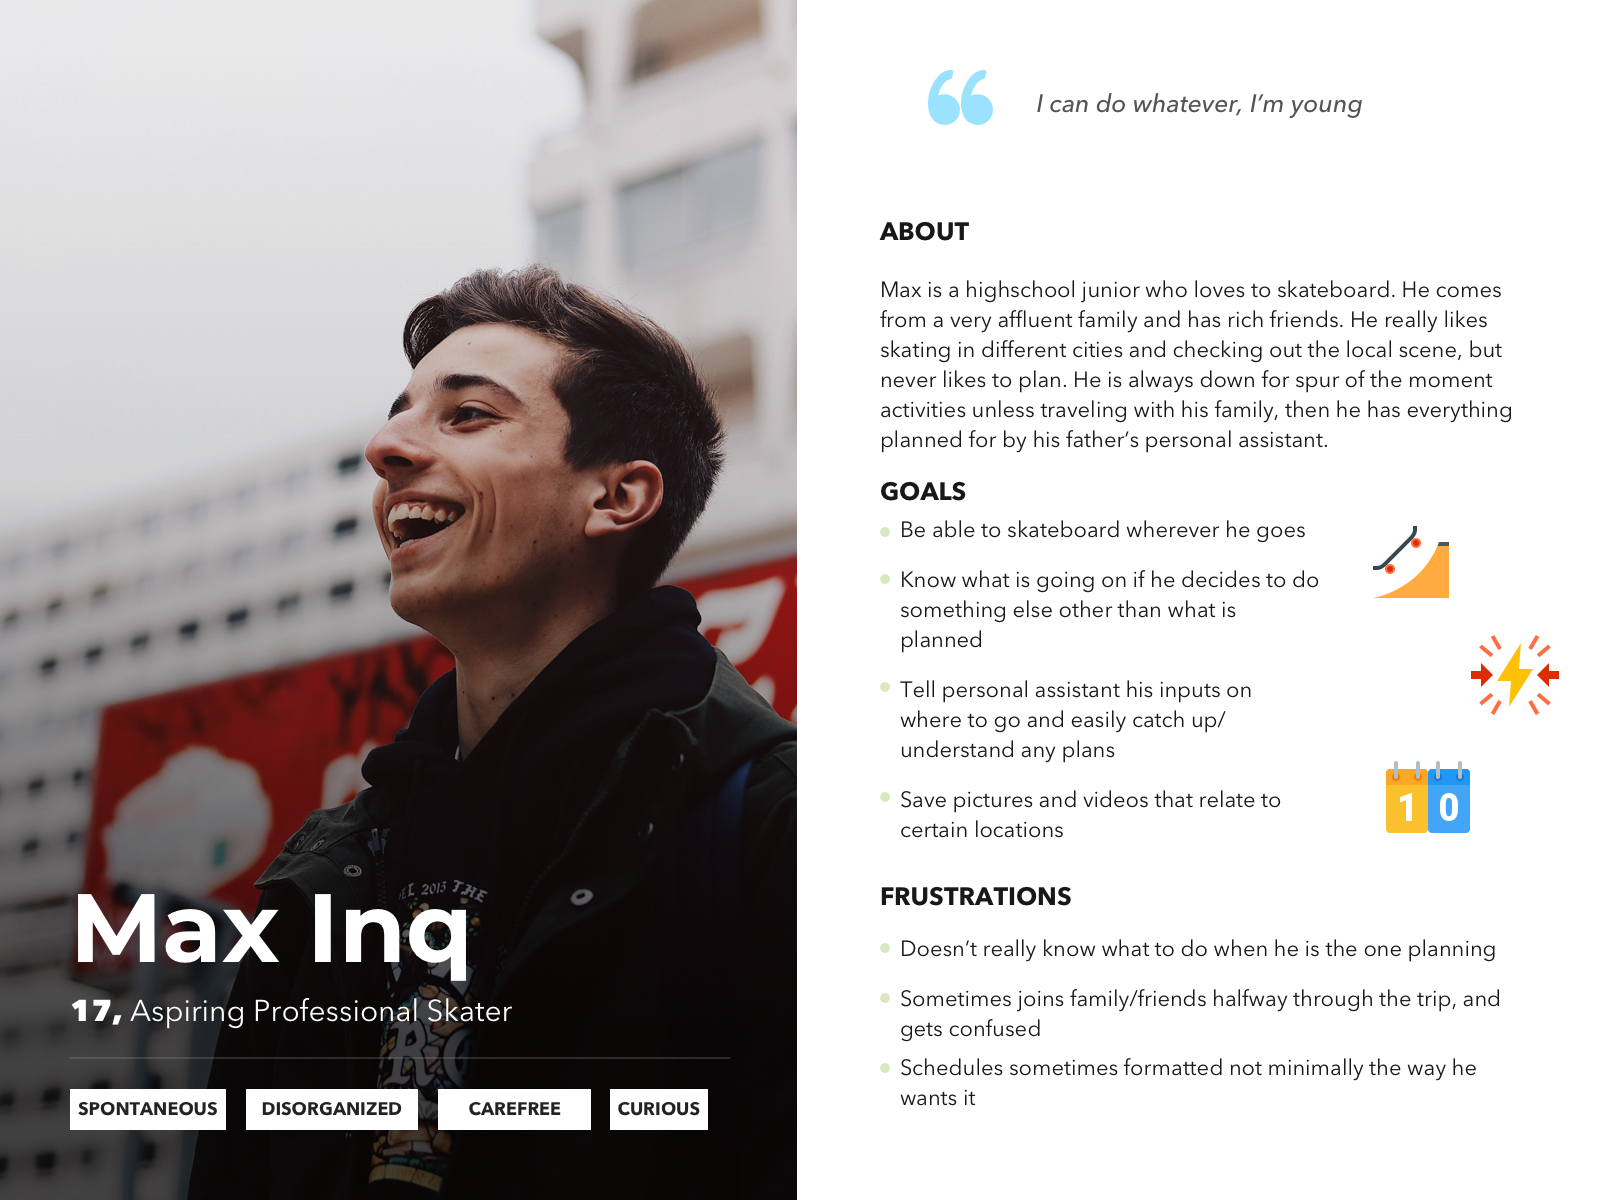 I can do whatever, I’m young
ABOUT
Max is a highschool junior who loves to skateboard. He comes
from a very affluent family and has rich friends. He really likes
skating in different cities and checking out the local scene, but
never likes to plan. He is always down for spur of the moment
activities unless traveling with his family, then he has everything
planned for by his father’s personal assistant.
GOALS
Be able to skateboard wherever he goes
Know what is going on if he decides to do
something else other than what is
planned
Tell personal assistant his inputs on
where to go and easily catch up/
understand any plans
Save pictures and videos that relate to
certain locations
1 0
FRUSTRATIONS
Doesn’t really know what to do when he is the one planning
Sometimes joins family/friends halfway through the trip, and
gets confused
Schedules sometimes formatted not minimally the way he
wants it
2015 THE
Max Inq
17, Aspiring Professional Skater
SPONTANEOUS
DISORGANIZED
CAREFREE
CURIOUS